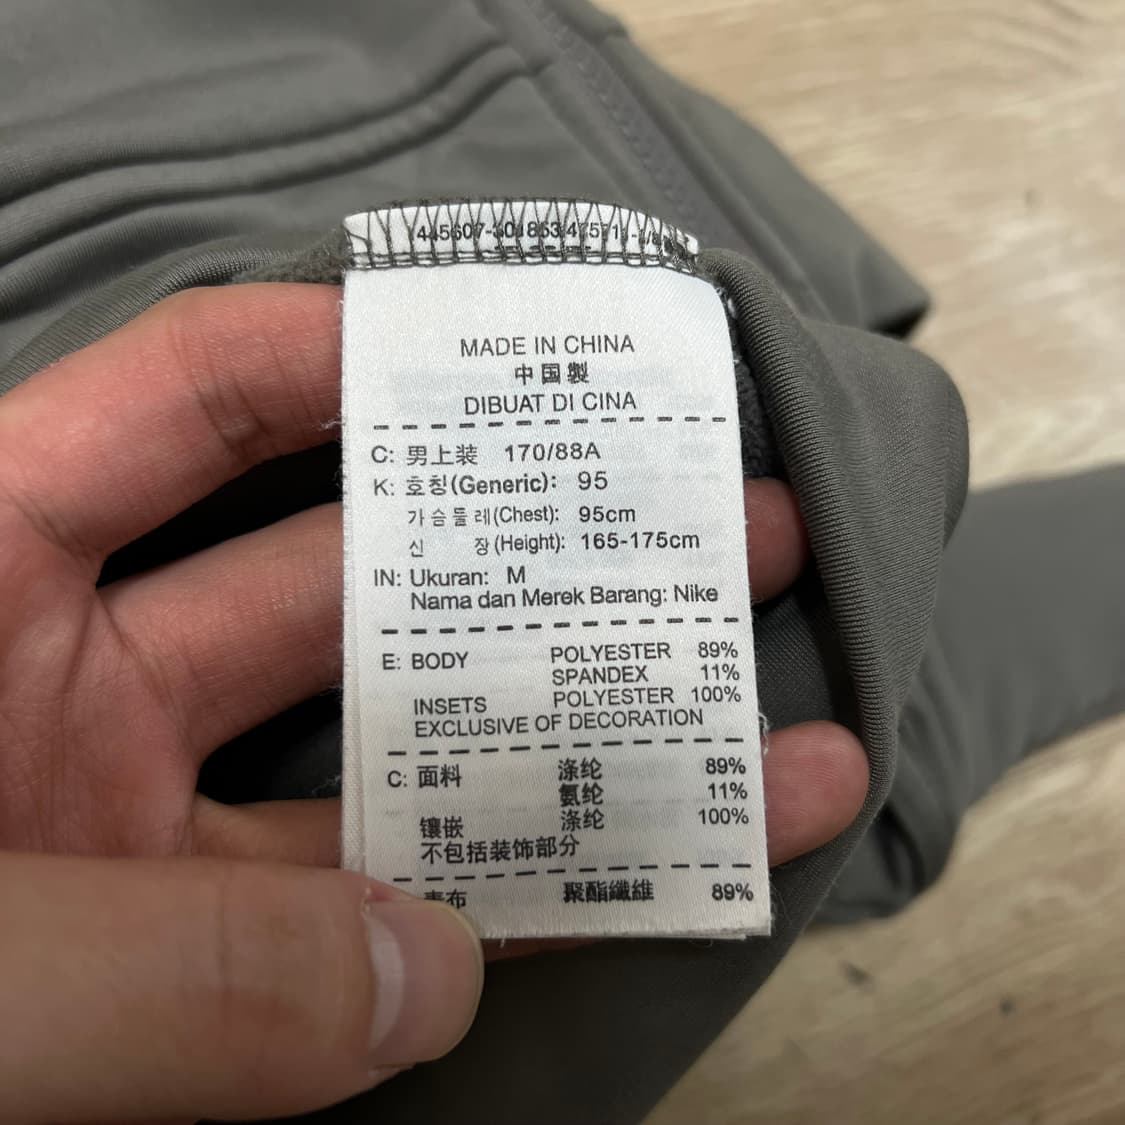 MADE IN CHINA
中国製
DIBUAT DI CINA
C: 男上装 170/88A
K: 호칭(Generic): 95
가슴둘레(Chest): 95cm
신 장(Height): 165-175cm
IN: Ukuran: M
Nama dan Merek Barang: Nike
E: BODY POLYESTER 89%
SPANDEX 11%
INSETS POLYESTER 100%
EXCLUSIVE OF DECORATION
C: 面料 涤纶 89%
氨纶 11%
镶嵌 涤纶 100%
不包括装饰部分
表布 聚酯纖維 89%